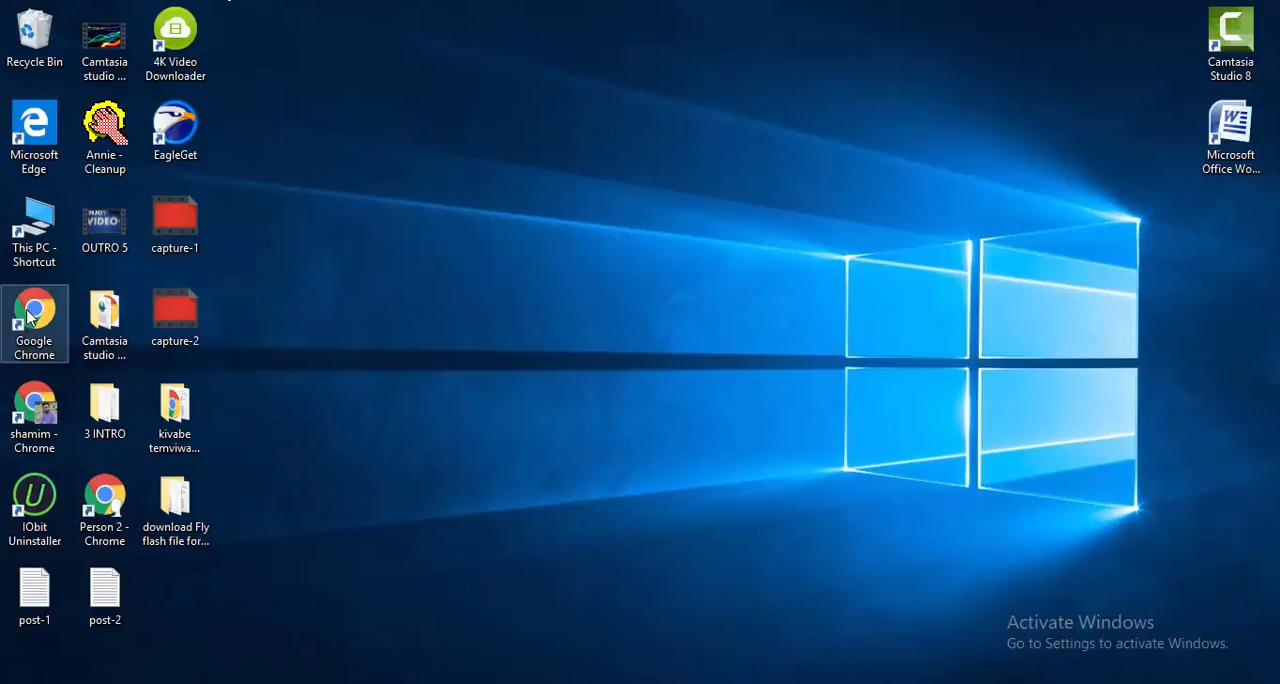 Recycle Bin
Camtasia
studio ...
4K Video
Downloader
Microsoft
Edge
Annie -
Cleanup
EagleGet
This PC -
Shortcut
NJOY
VIDEO
OUTRO 5
capture-1
Google
Chrome
Camtasia
studio ...
capture-2
shamim -
Chrome
3 INTRO
kivabe
temviwa...
IObit
Uninstaller
Person 2 -
Chrome
download Fly
flash file for...
post-1
post-2
Camtasia
Studio 8
Microsoft
Office Wo...
Activate Windows
Go to Settings to activate Windows.